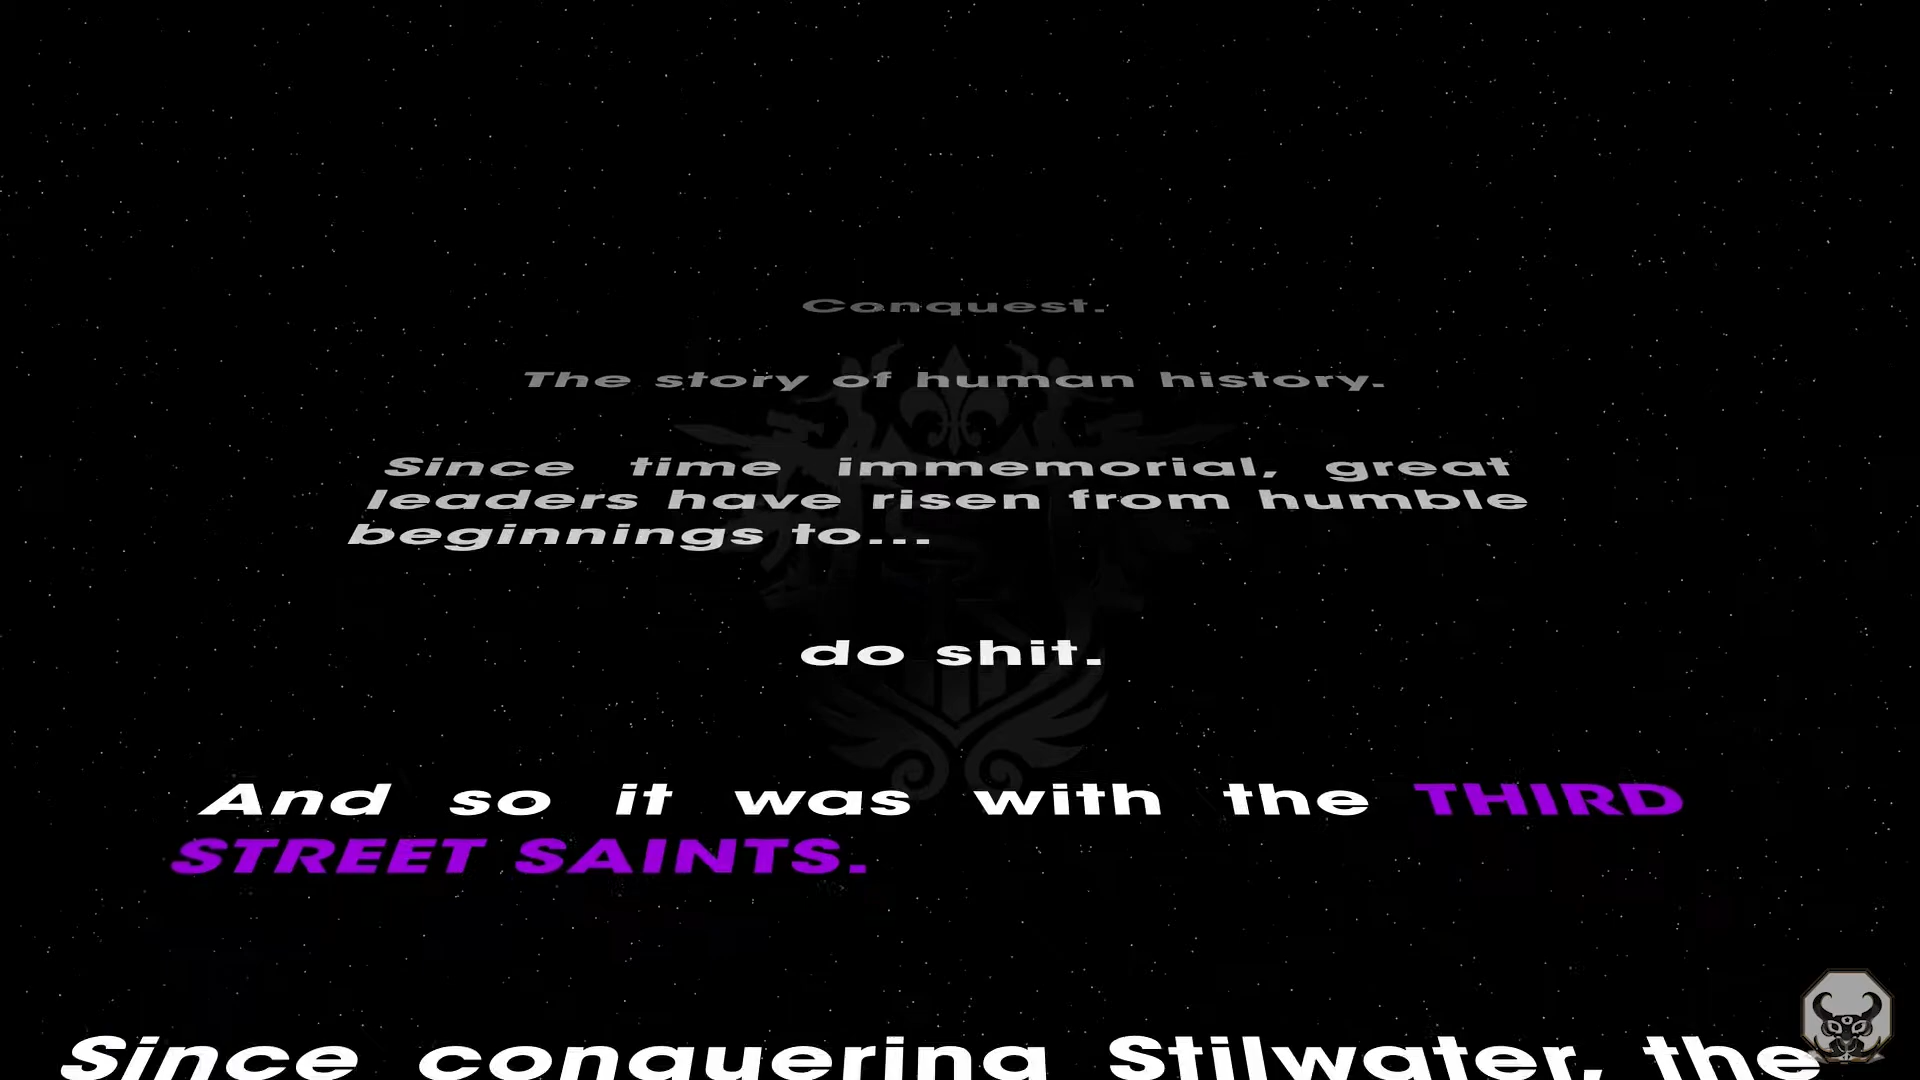 Conquest.
The story of human history.
Since time immemorial, great
leaders have risen from humble
beginnings to...
do shit.
And so it was with the THIRD
STREET SAINTS.
Since conquering Stilwater, the